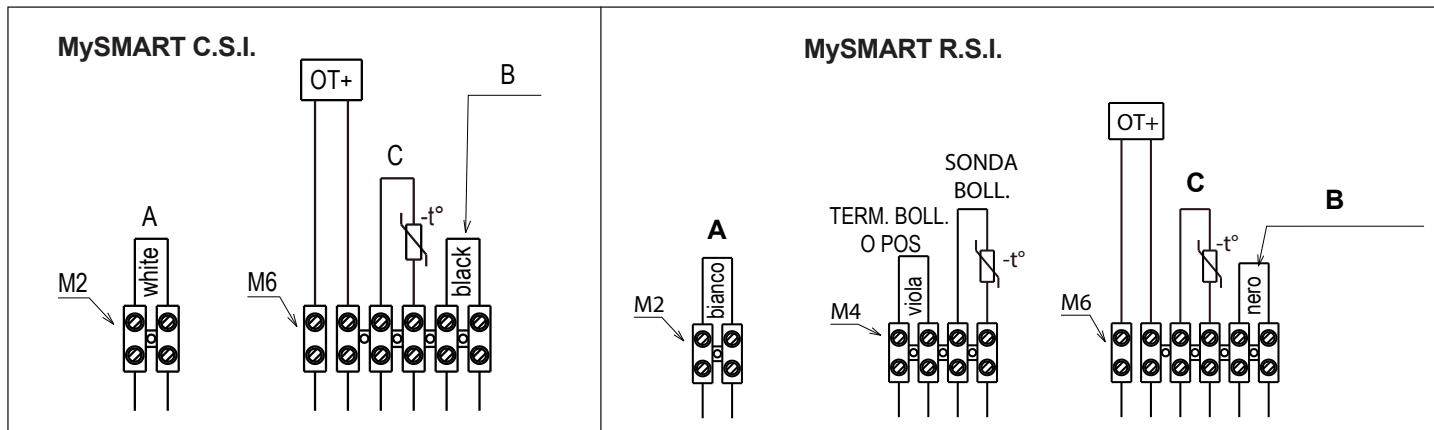 MySMART C.S.I.
OT+
B
C
-t°
A
white
black
M2
M6
MySMART R.S.I.
OT+
SONDA
BOLL.
C
B
TERM. BOLL.
O POS
A
-t°
-t°
bianco
viola
nero
M2
M4
M6